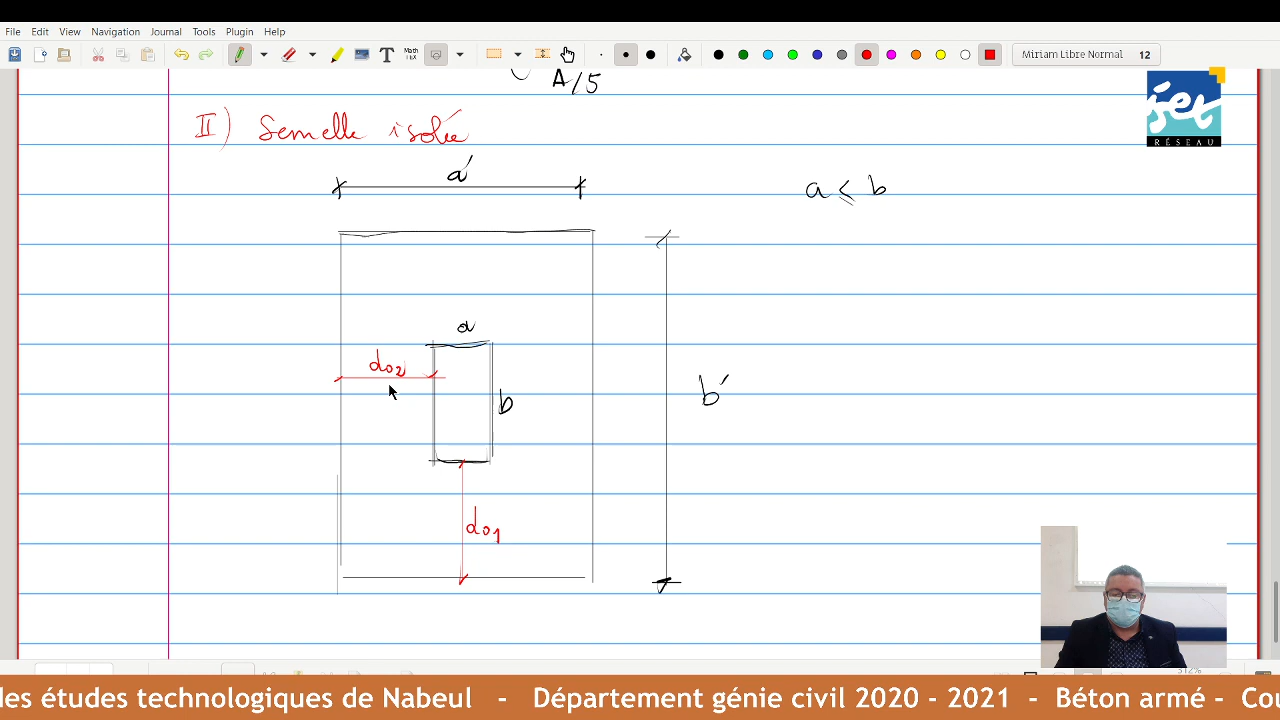 File Edit View Navigation Journal Tools Plugin Help
Miriam Libre Normal 12
A/5
II) Semelle isolée
iset
RÉSEAU
a'
a ⩽ b
a
do2
b
b'
do1
312%
des études technologiques de Nabeul - Département génie civil 2020 - 2021 - Béton armé - Cou